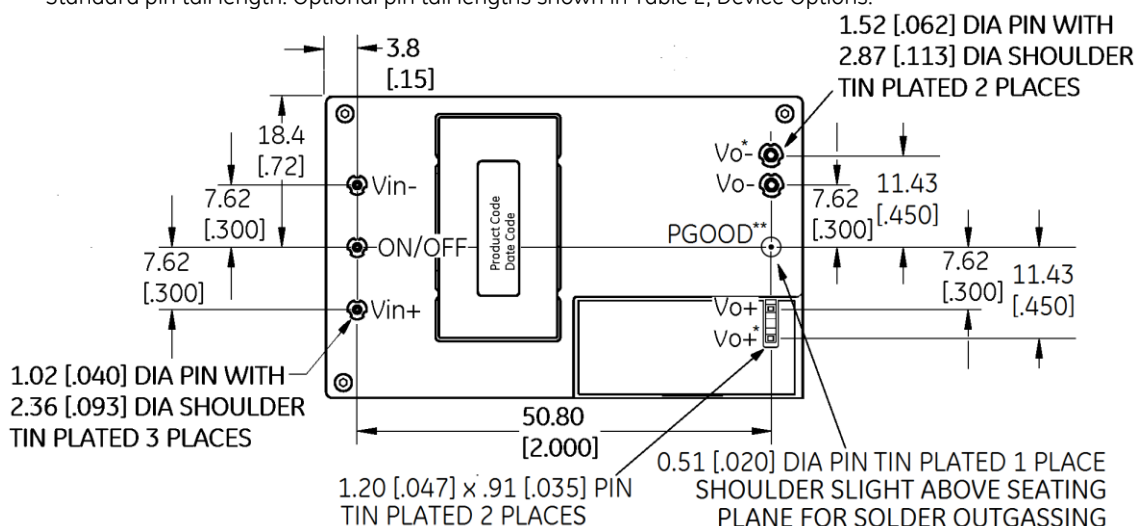 Standard pin tail length. Optional pin tail lengths shown in Table 2, Device Options.
1.52 [.062] DIA PIN WITH
2.87 [.113] DIA SHOULDER
TIN PLATED 2 PLACES
3.8
[.15]
18.4
[.72]
7.62
[.300]
7.62
[.300]
Vin-
ON/OFF
Vin+
Product Code
Date Code
Vo-*
Vo-
PGOOD**
Vo+
Vo+*
7.62
[.300]
11.43
[.450]
7.62
[.300]
11.43
[.450]
1.02 [.040] DIA PIN WITH
2.36 [.093] DIA SHOULDER
TIN PLATED 3 PLACES
50.80
[2.000]
1.20 [.047] x .91 [.035] PIN
TIN PLATED 2 PLACES
0.51 [.020] DIA PIN TIN PLATED 1 PLACE
SHOULDER SLIGHT ABOVE SEATING
PLANE FOR SOLDER OUTGASSING